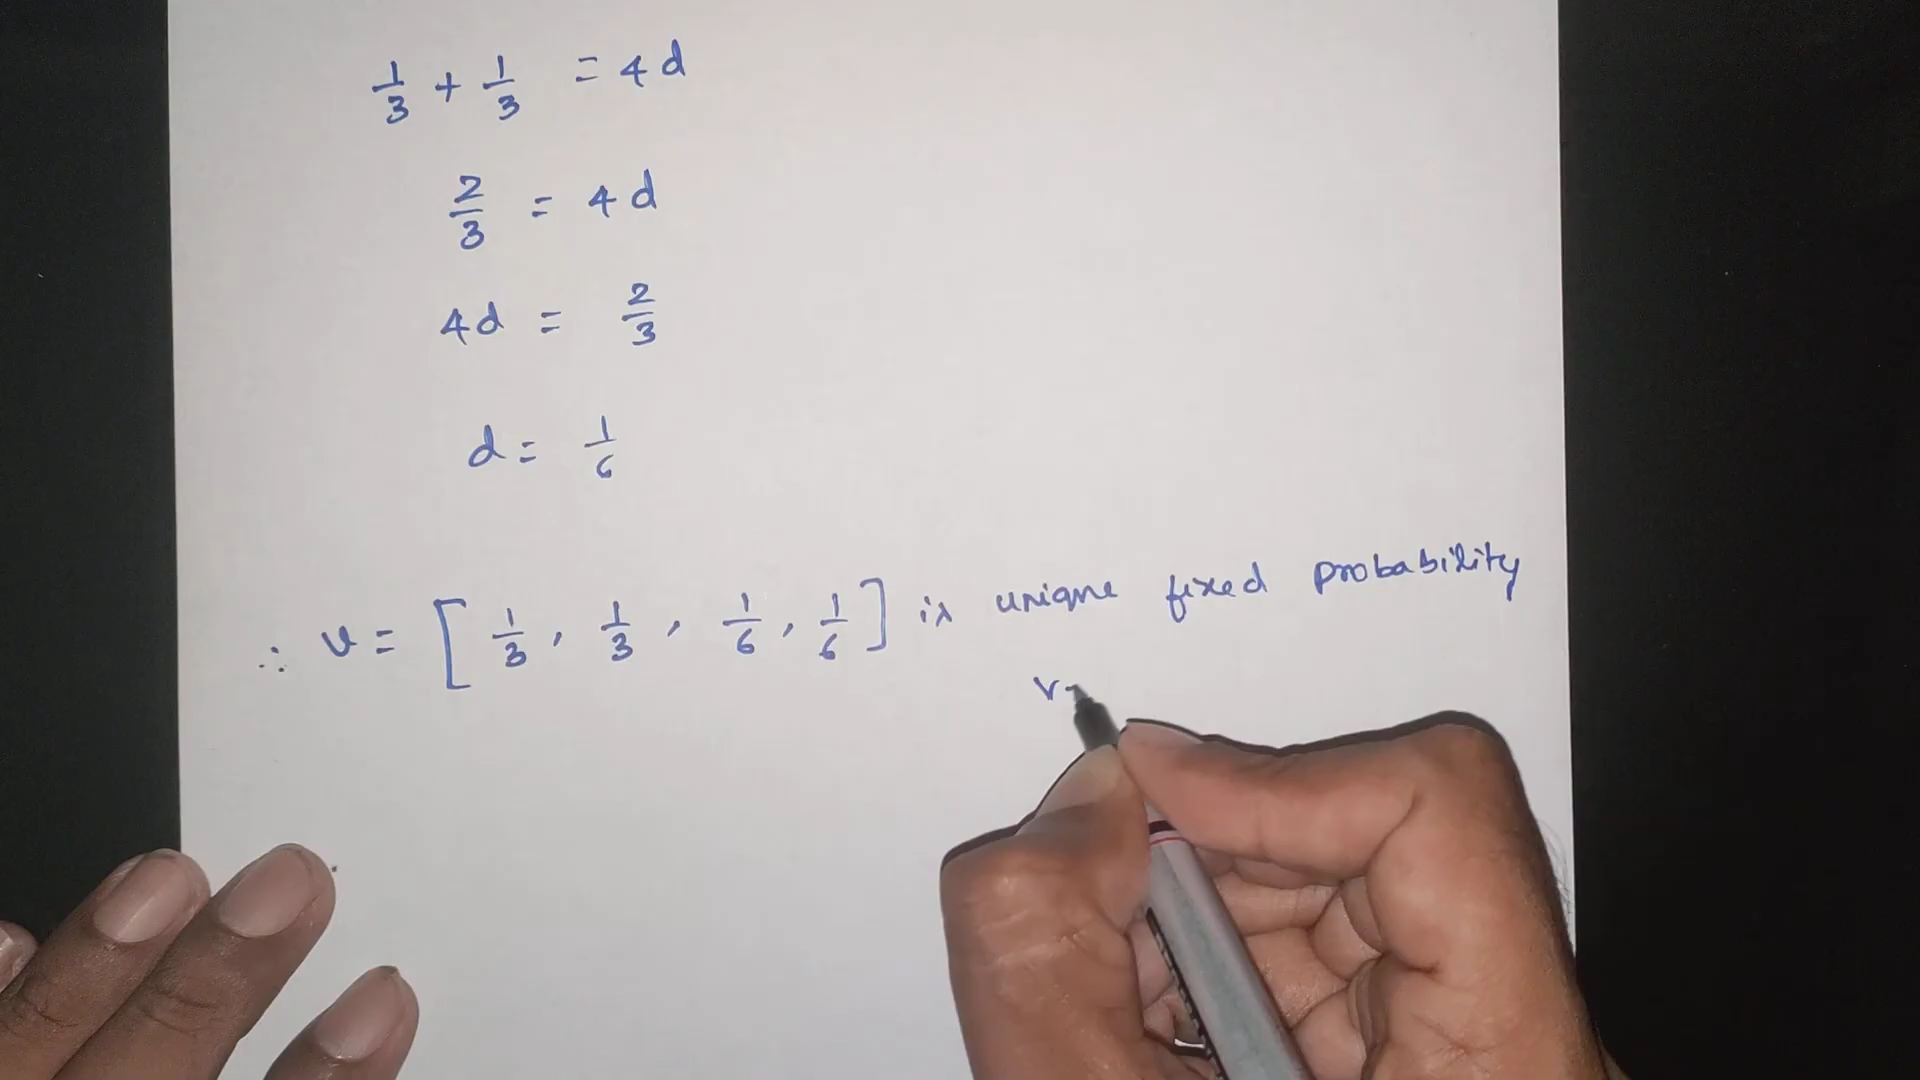 1/3 + 1/3 = 4d
2/3 = 4d
4d = 2/3
d = 1/6
∴ v = [ 1/3 , 1/3 , 1/6 , 1/6 ] is unique fixed probability
v